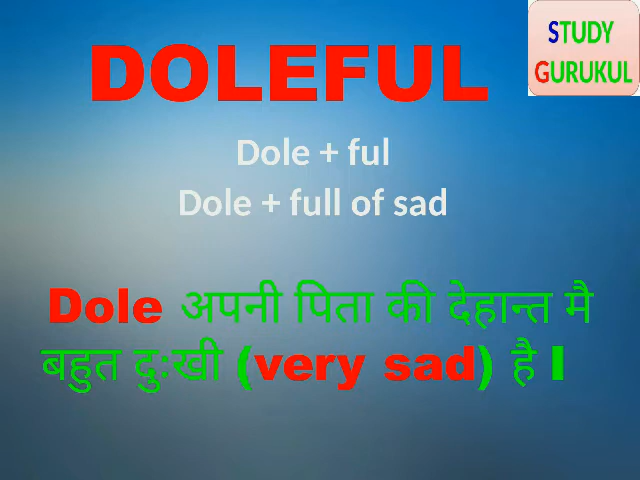 STUDY
GURUKUL
DOLEFUL
Dole + ful
Dole + full of sad
Dole अपनी पिता की देहान्त मै
बहुत दुःखी (very sad) है I